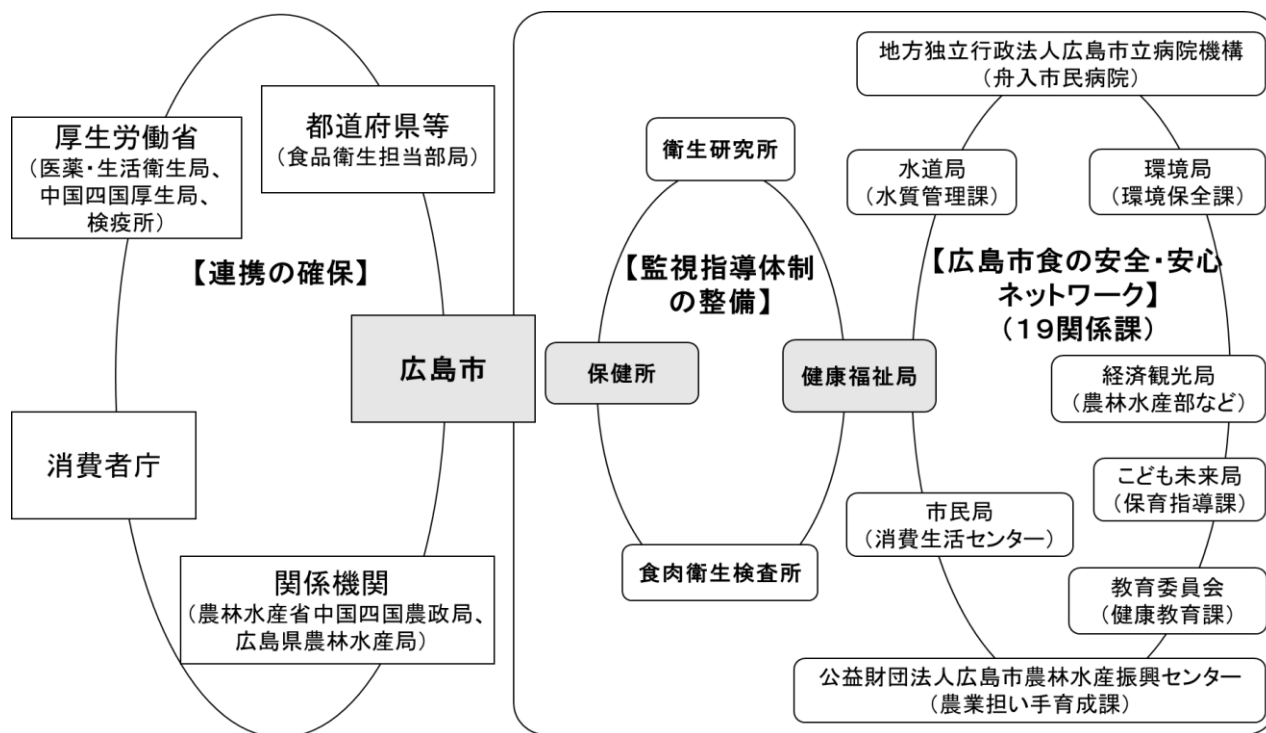 厚生労働省
(医薬・生活衛生局、
中国四国厚生局、
検疫所)
都道府県等
(食品衛生担当部局)
【連携の確保】
広島市
消費者庁
関係機関
(農林水産省中国四国農政局、
広島県農林水産局)
衛生研究所
【監視指導体制
の整備】
保健所
健康福祉局
食肉衛生検査所
地方独立行政法人広島市立病院機構
(舟入市民病院)
水道局
(水質管理課)
環境局
(環境保全課)
【広島市食の安全・安心
ネットワーク】
(19関係課)
経済観光局
(農林水産部など)
こども未来局
(保育指導課)
市民局
(消費生活センター)
教育委員会
(健康教育課)
公益財団法人広島市農林水産振興センター
(農業担い手育成課)